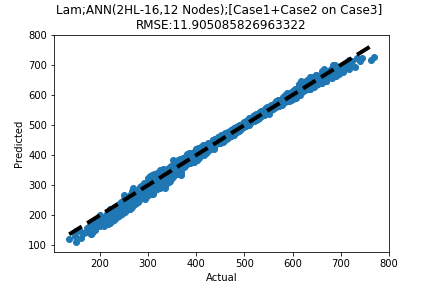 Lam;ANN(2HL-16,12 Nodes);[Case1+Case2 on Case3]
RMSE:11.905085826963322
800
700
600
500
400
300
200
100
Predicted
200 300 400 500 600 700 800
Actual